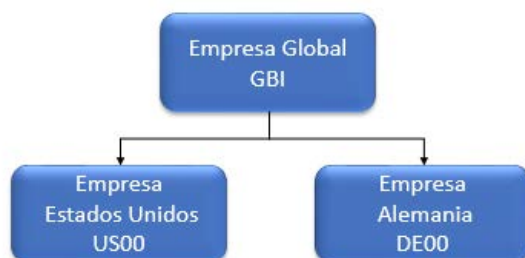 Empresa Global
GBI
Empresa
Estados Unidos
US00
Empresa
Alemania
DE00